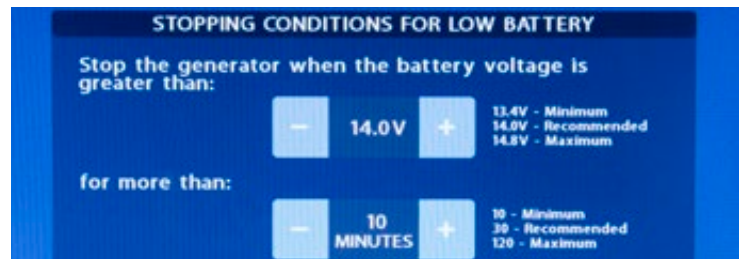 STOPPING CONDITIONS FOR LOW BATTERY
Stop the generator when the battery voltage is
greater than:
13.4V - Minimum
− 14.0V + 14.0V - Recommended
14.8V - Maximum
for more than:
10 - Minimum
− 10 MINUTES + 30 - Recommended
120 - Maximum